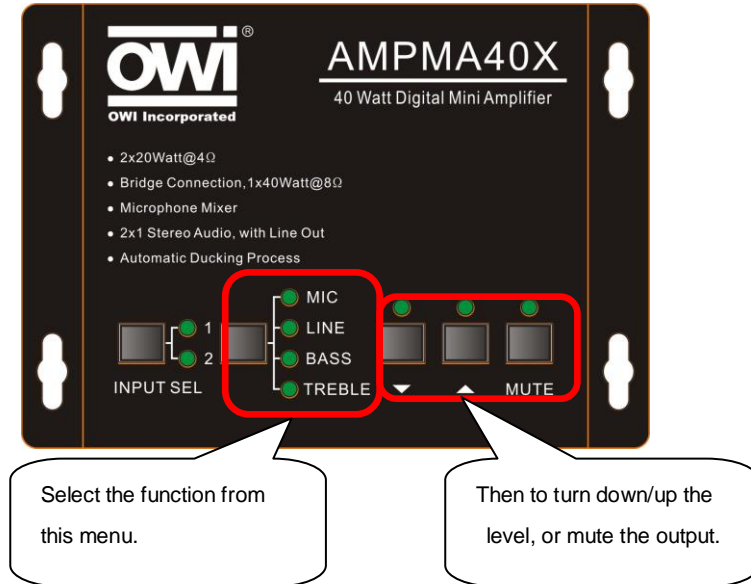 OWI ®
OWI Incorporated
AMPMA40X
40 Watt Digital Mini Amplifier
• 2x20Watt@4Ω
• Bridge Connection,1x40Watt@8Ω
• Microphone Mixer
• 2x1 Stereo Audio, with Line Out
• Automatic Ducking Process
1
2
INPUT SEL
MIC
LINE
BASS
TREBLE
MUTE
Select the function from
this menu.
Then to turn down/up the
level, or mute the output.